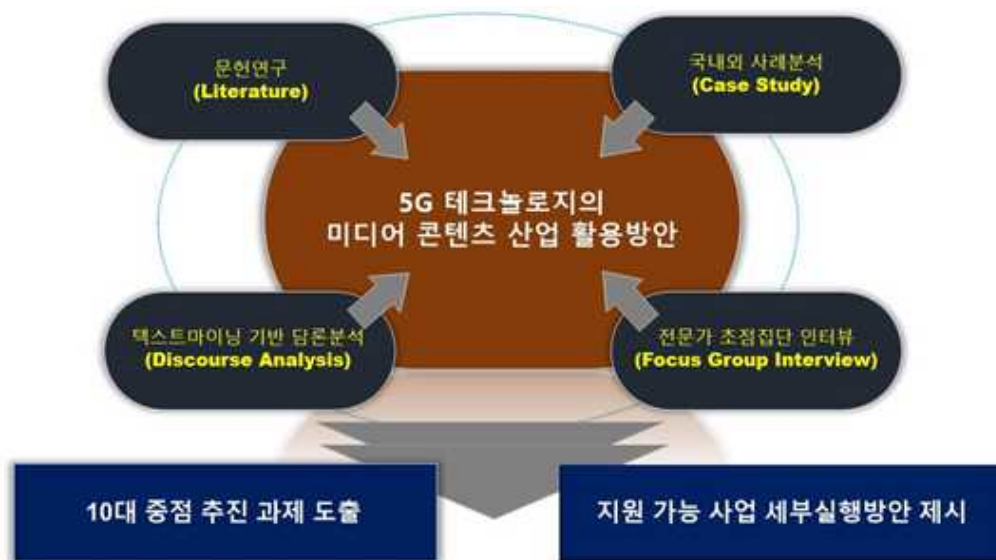 문헌연구
(Literature)
국내외 사례분석
(Case Study)
5G 테크놀로지의
미디어 콘텐츠 산업 활용방안
텍스트마이닝 기반 담론분석
(Discourse Analysis)
전문가 초점집단 인터뷰
(Focus Group Interview)
10대 중점 추진 과제 도출
지원 가능 사업 세부실행방안 제시